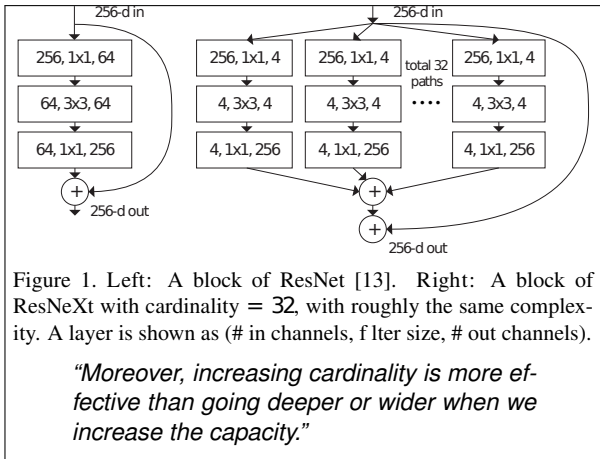 256-d in
256, 1x1, 64
64, 3x3, 64
64, 1x1, 256
+
256-d out
256-d in
256, 1x1, 4
256, 1x1, 4
total 32
paths
....
256, 1x1, 4
4, 3x3, 4
4, 3x3, 4
4, 3x3, 4
4, 1x1, 256
4, 1x1, 256
4, 1x1, 256
+
+
256-d out
Figure 1. Left: A block of ResNet [13]. Right: A block of
ResNeXt with cardinality = 32, with roughly the same complex-
ity. A layer is shown as (# in channels, f lter size, # out channels).
“Moreover, increasing cardinality is more ef-
fective than going deeper or wider when we
increase the capacity.”